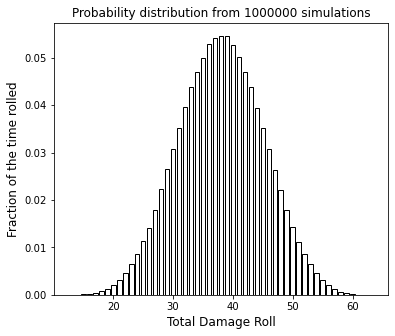 Probability distribution from 1000000 simulations
Fraction of the time rolled
0.05
0.04
0.03
0.02
0.01
0.00
20 30 40 50 60
Total Damage Roll